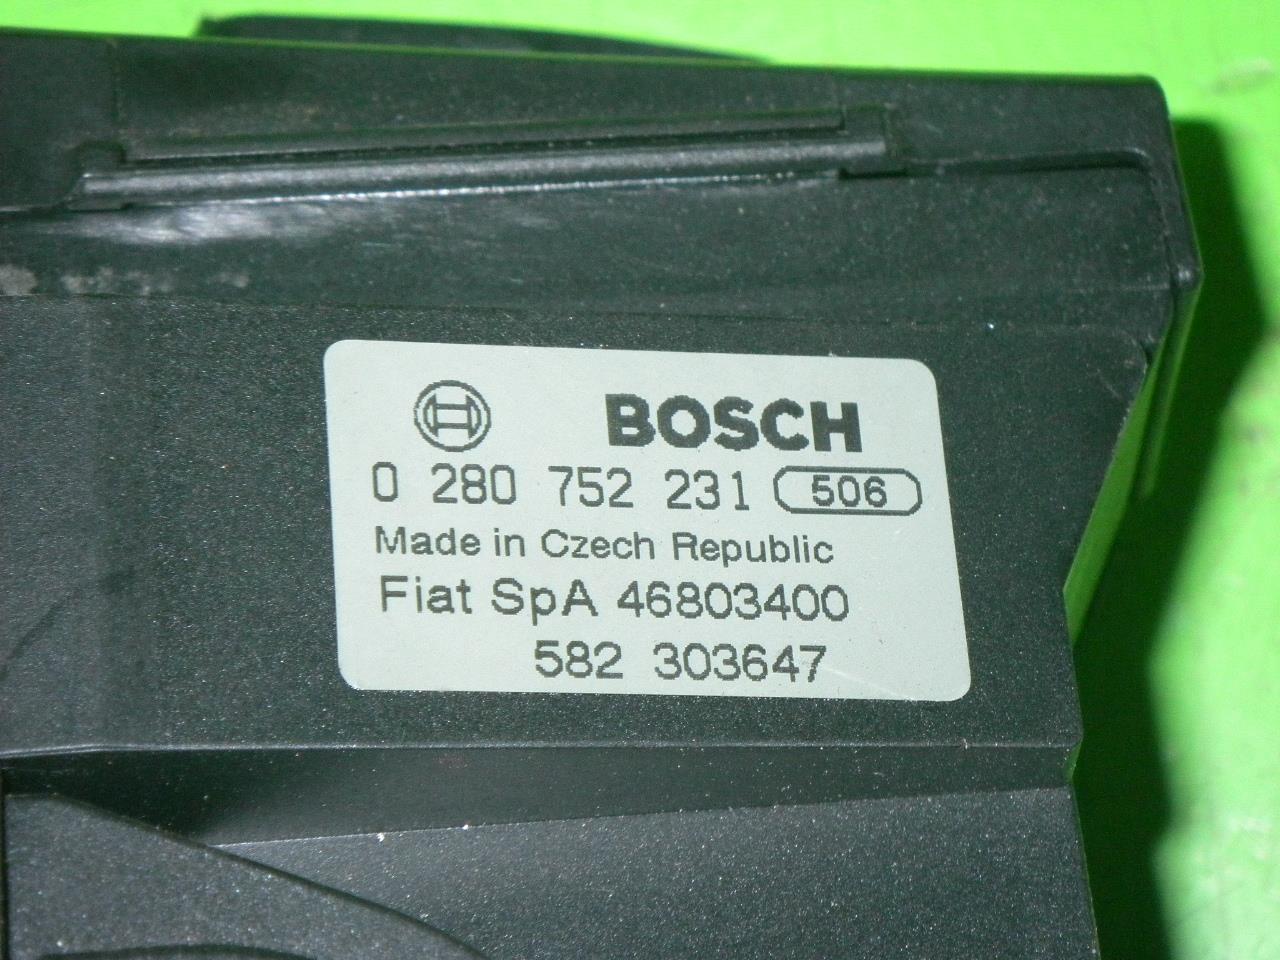 BOSCH
0 280 752 231 506
Made in Czech Republic
Fiat SpA 46803400
582 303647